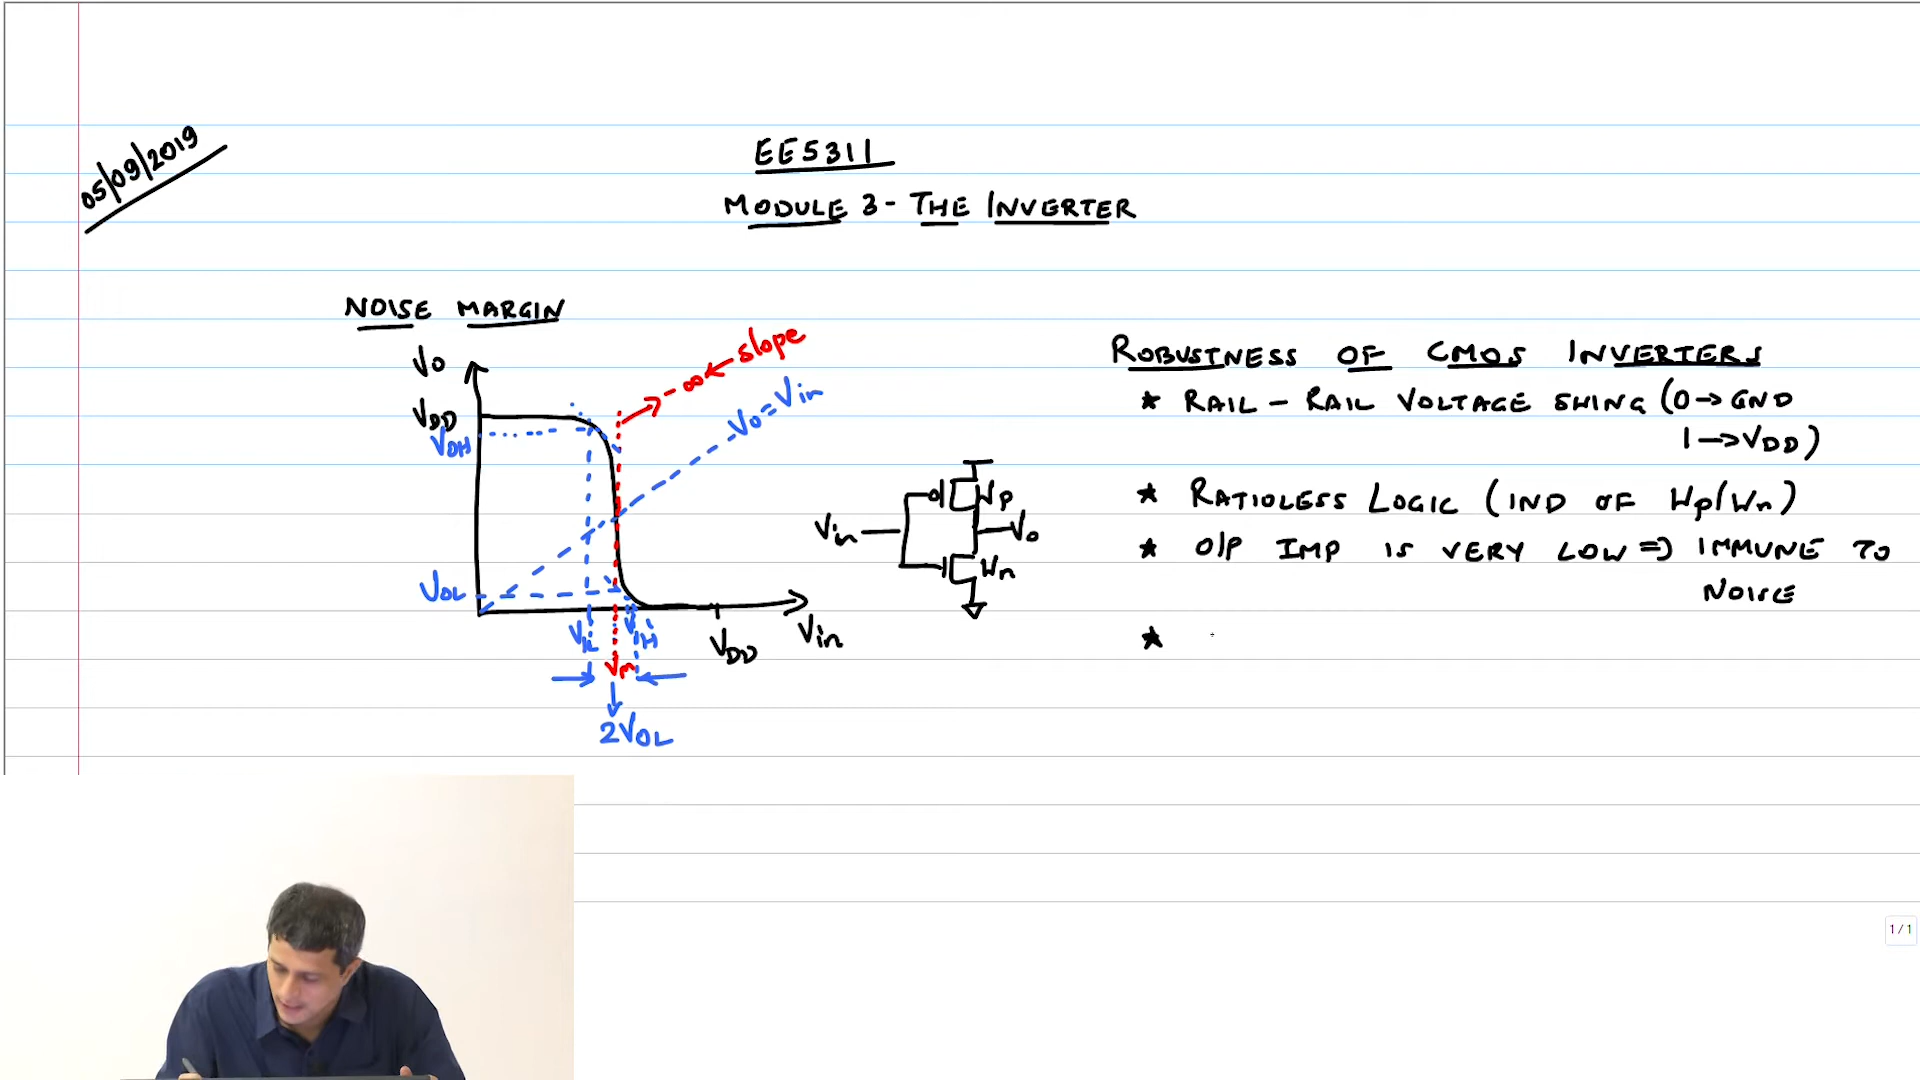 05/09/2019
EE5311
MODULE 3 - THE INVERTER
NOISE MARGIN
Vo
VDD
VOH
VOL
slope
-∞
Vo=Vin
VIL
VIH
VM
VDD
Vin
2VOL
Vin
Wp
Vo
Wn
ROBUSTNESS OF CMOS INVERTERS
* RAIL - RAIL VOLTAGE SWING (0→GND
1→VDD)
* RATIOLESS LOGIC (IND OF Wp/Wn)
* O/P IMP IS VERY LOW => IMMUNE TO
NOISE
*
1/1